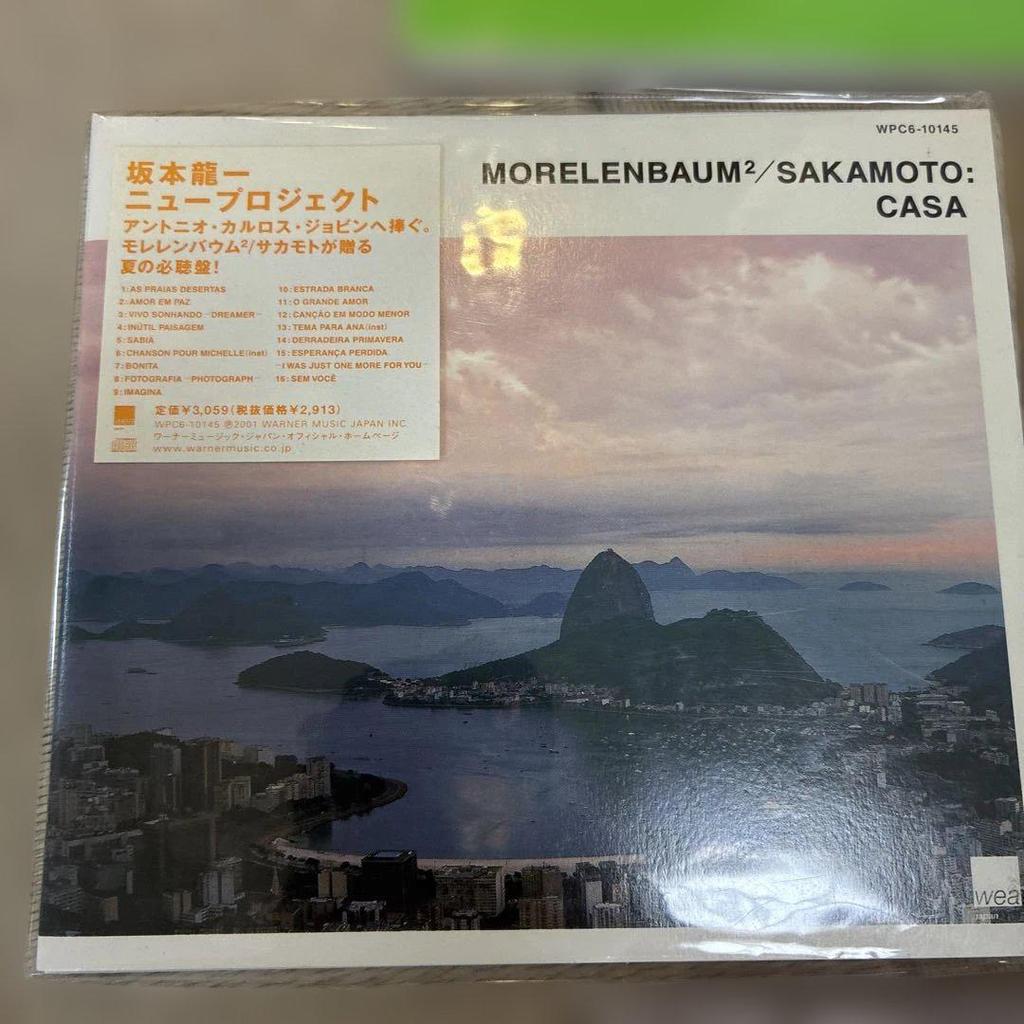 WPC6-10145
MORELENBAUM²/SAKAMOTO:
CASA
坂本龍一
ニュープロジェクト
アントニオ・カルロス・ジョビンへ捧ぐ。
モレレンバウム²/サカモトが贈る
夏の必聴盤!
1:AS PRAIAS DESERTAS
2:AMOR EM PAZ
3:VIVO SONHANDO —DREAMER—
4:INÚTIL PAISAGEM
5:SABIÁ
6:CHANSON POUR MICHELLE(inst)
7:BONITA
8:FOTOGRAFIA —PHOTOGRAPH—
9:IMAGINA
10:ESTRADA BRANCA
11:O GRANDE AMOR
12:CANÇÃO EM MODO MENOR
13:TEMA PARA ANA(inst)
14:DERRADEIRA PRIMAVERA
15:ESPERANÇA PERDIDA
—I WAS JUST ONE MORE FOR YOU—
16:SEM VOCÊ
定価¥3,059(税抜価格¥2,913)
WPC6-10145 ℗2001 WARNER MUSIC JAPAN INC.
ワーナーミュージック・ジャパン・オフィシャル・ホームページ
www.warnermusic.co.jp
wea
japan